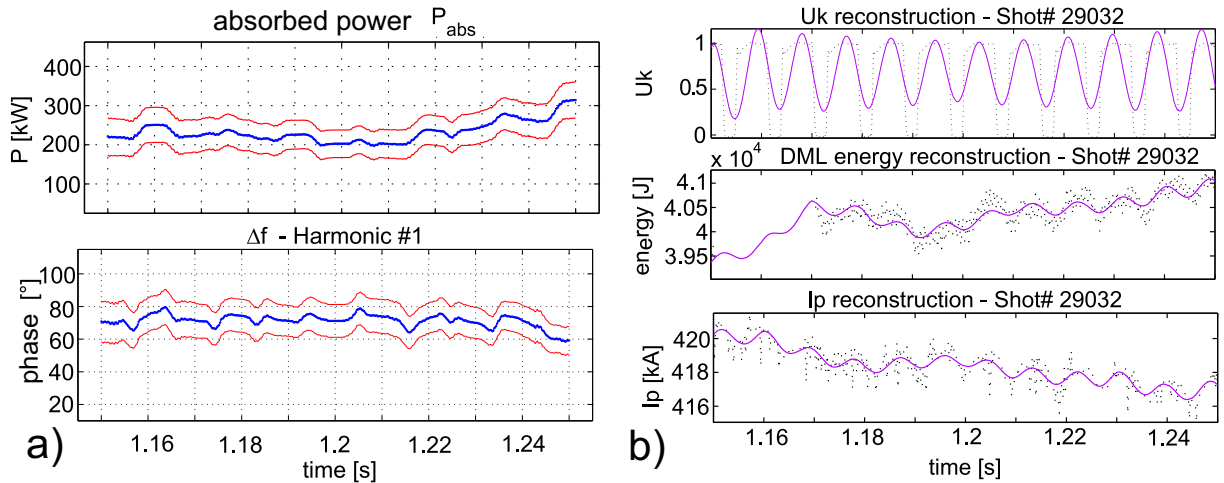 absorbed power P_abs
400
300
200
100
P [kW]
Δf - Harmonic #1
100
80
60
40
20
phase [°]
1.16
1.18
1.2
1.22
1.24
time [s]
a)
Uk reconstruction - Shot# 29032
1
0.5
0
Uk
x 10^4
DML energy reconstruction - Shot# 29032
4.1
4.05
4
3.95
energy [J]
Ip reconstruction - Shot# 29032
420
418
416
Ip [kA]
1.16
1.18
1.2
1.22
1.24
time [s]
b)